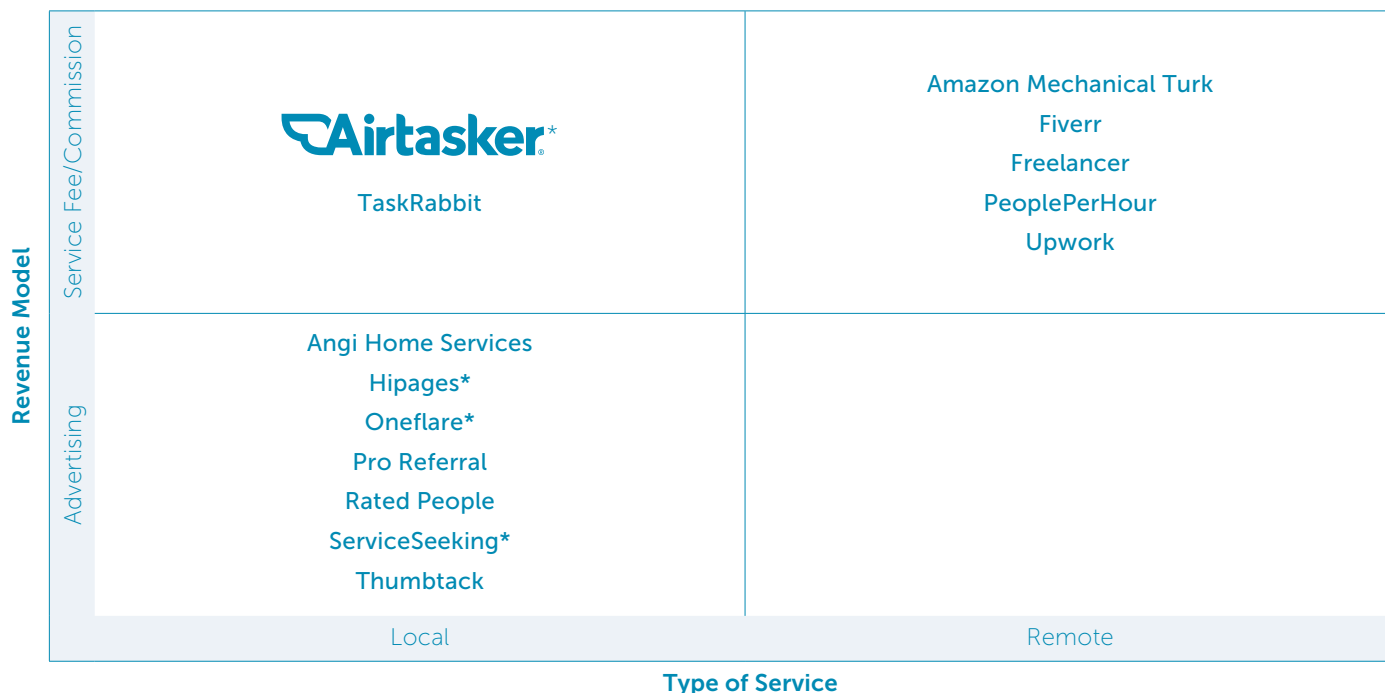 Revenue Model
Service Fee/Commission
Airtasker®*
TaskRabbit
Amazon Mechanical Turk
Fiverr
Freelancer
PeoplePerHour
Upwork
Advertising
Angi Home Services
Hipages*
Oneflare*
Pro Referral
Rated People
ServiceSeeking*
Thumbtack
Local
Remote
Type of Service